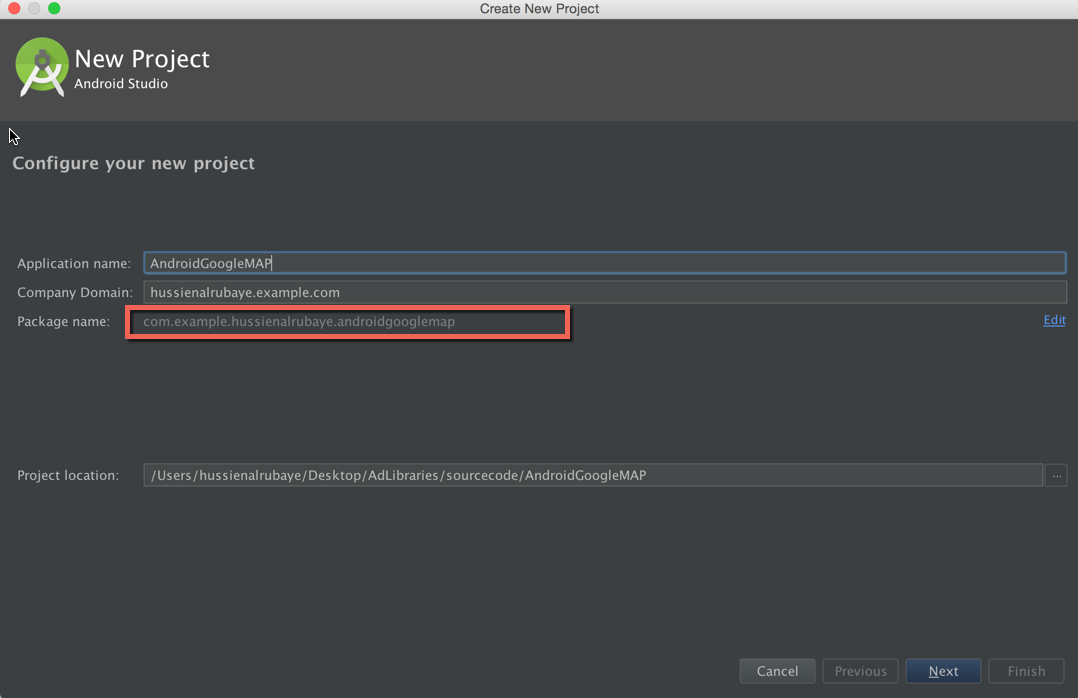 Create New Project
New Project
Android Studio
Configure your new project
Application name: AndroidGoogleMAP
Company Domain: hussienalrubaye.example.com
Package name: com.example.hussienalrubaye.androidgooglemap Edit
Project location: /Users/hussienalrubaye/Desktop/AdLibraries/sourcecode/AndroidGoogleMAP ...
Cancel Previous Next Finish